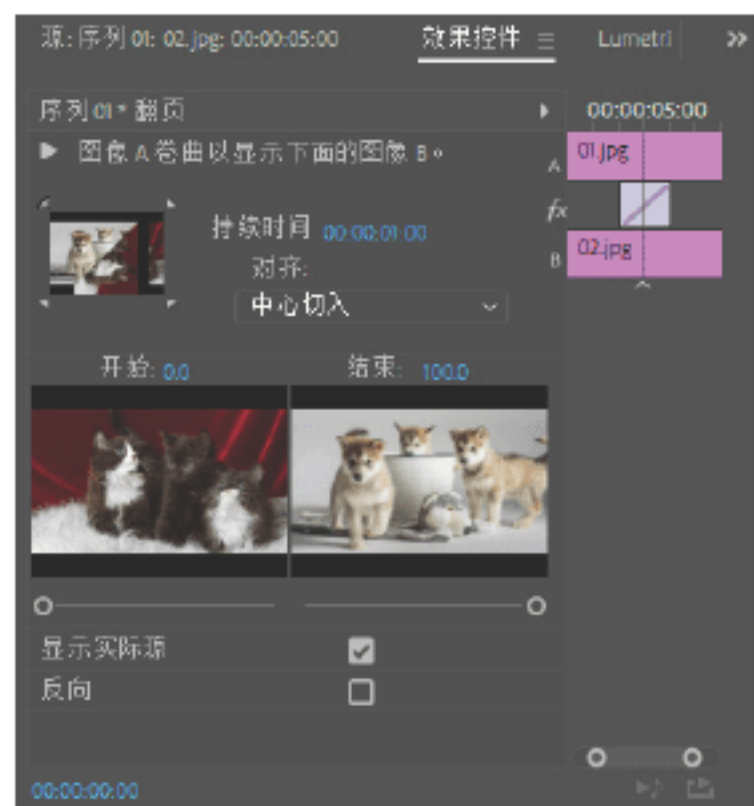 源: 序列 01: 02.jpg: 00:00:05:00 效果控件 Lumetri
序列 01 * 翻页 00:00:05:00
图像 A 卷曲以显示下面的图像 B。 A 01.jpg
fx
持续时间 00:00:01:00
对齐: B 02.jpg
中心切入
开始: 0.0 结束: 100.0
显示实际源
反向
00:00:00:00